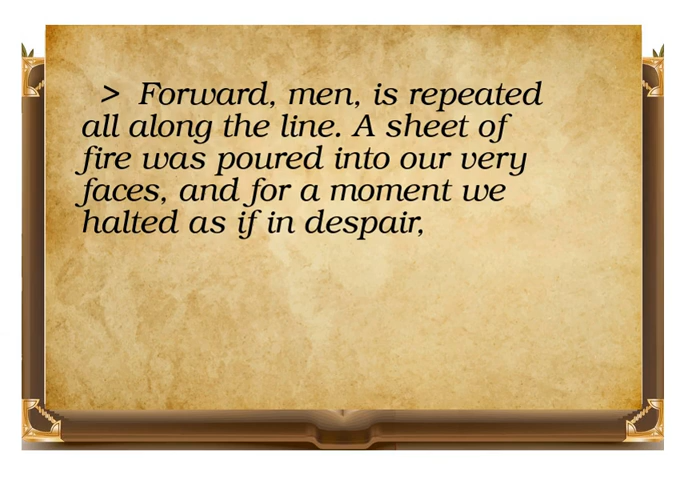 > Forward, men, is repeated
all along the line. A sheet of
fire was poured into our very
faces, and for a moment we
halted as if in despair,